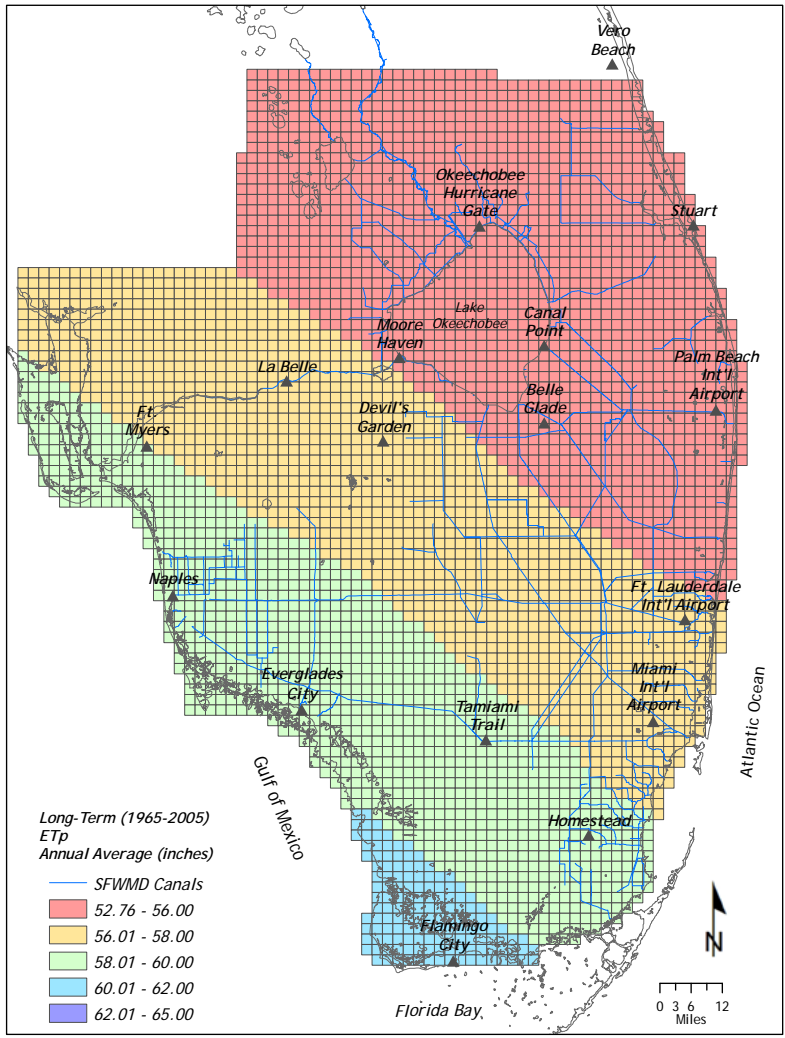 Vero
Beach
Okeechobee
Hurricane
Gate
Stuart
Lake
Okeechobee
Canal
Point
Moore
Haven
Palm Beach
Int'l
Airport
La Belle
Belle
Glade
Devil's
Garden
Ft.
Myers
Naples
Ft. Lauderdale
Int'l Airport
Everglades
City
Miami
Int'l
Airport
Tamiami
Trail
Atlantic Ocean
Gulf of Mexico
Homestead
Flamingo
City
Florida Bay
Long-Term (1965-2005)
ETp
Annual Average (inches)
SFWMD Canals
52.76 - 56.00
56.01 - 58.00
58.01 - 60.00
60.01 - 62.00
62.01 - 65.00
N
0 3 6 12
Miles